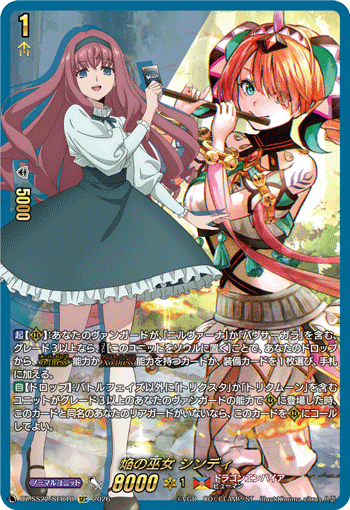 1
5000
起【Ⓡ】:あなたのヴァンガードが、「ニルヴァーナ」か「バヴサーガラ」を含む、
グレード3以上なら、【このユニットをソウルに置く】ことで、あなたのドロップ
から、 能力か 能力を持つカードか、装備カードを1枚選び、手札
に加える。
自【ドロップ】:バトルフェイズ以外に「トリクスタ」か「トリクムーン」を含む
ユニットがグレード3以上のあなたのヴァンガードの能力でⓇに登場した時、
このカードと同名のあなたのリアガードがいないなら、このカードをⓇにコール
してよい。
ノーマルユニット
焔の巫女 シンディ
8000 1
ドラゴンエンパイア
ヒューマン
2026